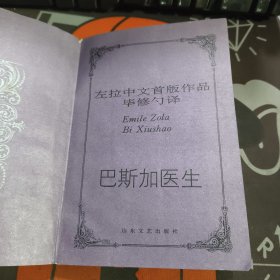 左拉中文首版作品
毕修勺译
Emile Zola
Bi Xiushao
巴斯加医生
山东文艺出版社